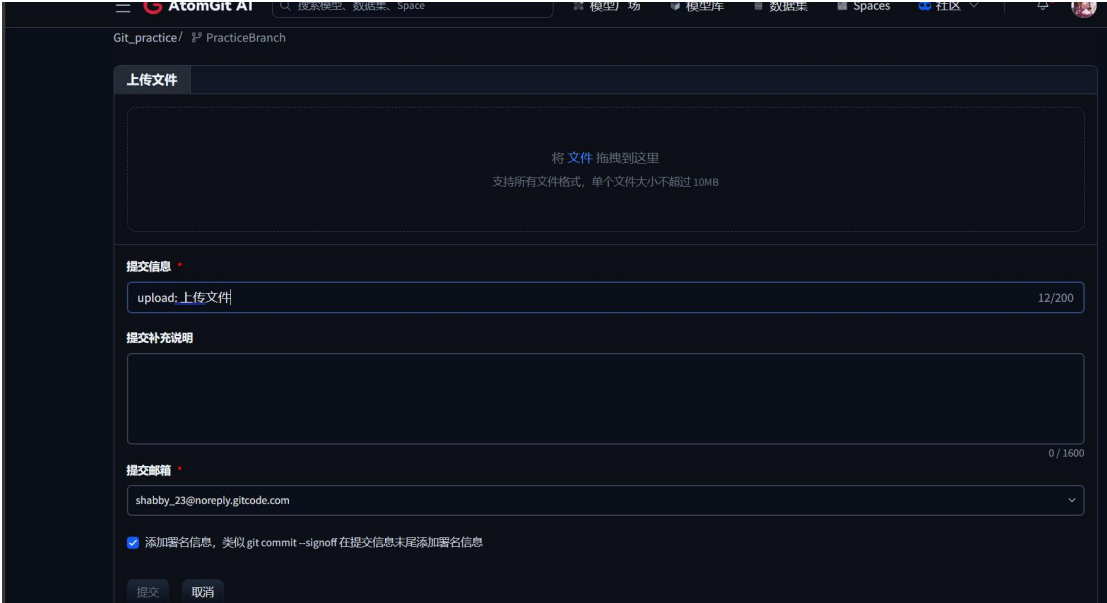 AtomGit AI 搜索模型、数据集、Space 模型广场 模型库 数据集 Spaces 社区
Git_practice/ PracticeBranch
上传文件
将 文件 拖拽到这里
支持所有文件格式，单个文件大小不超过 10MB
提交信息 *
upload: 上传文件 12/200
提交补充说明
0 / 1600
提交邮箱 *
shabby_23@noreply.gitcode.com
添加署名信息，类似 git commit --signoff 在提交信息末尾添加署名信息
提交 取消